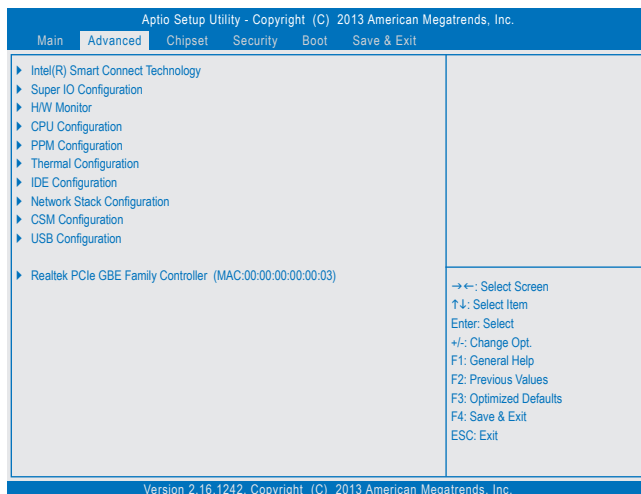 Aptio Setup Utility - Copyright (C) 2013 American Megatrends, Inc.
Main Advanced Chipset Security Boot Save & Exit
Intel(R) Smart Connect Technology
Super IO Configuration
H/W Monitor
CPU Configuration
PPM Configuration
Thermal Configuration
IDE Configuration
Network Stack Configuration
CSM Configuration
USB Configuration
Realtek PCIe GBE Family Controller (MAC:00:00:00:00:00:03)
→←: Select Screen
↑↓: Select Item
Enter: Select
+/-: Change Opt.
F1: General Help
F2: Previous Values
F3: Optimized Defaults
F4: Save & Exit
ESC: Exit
Version 2.16.1242. Copyright (C) 2013 American Megatrends, Inc.